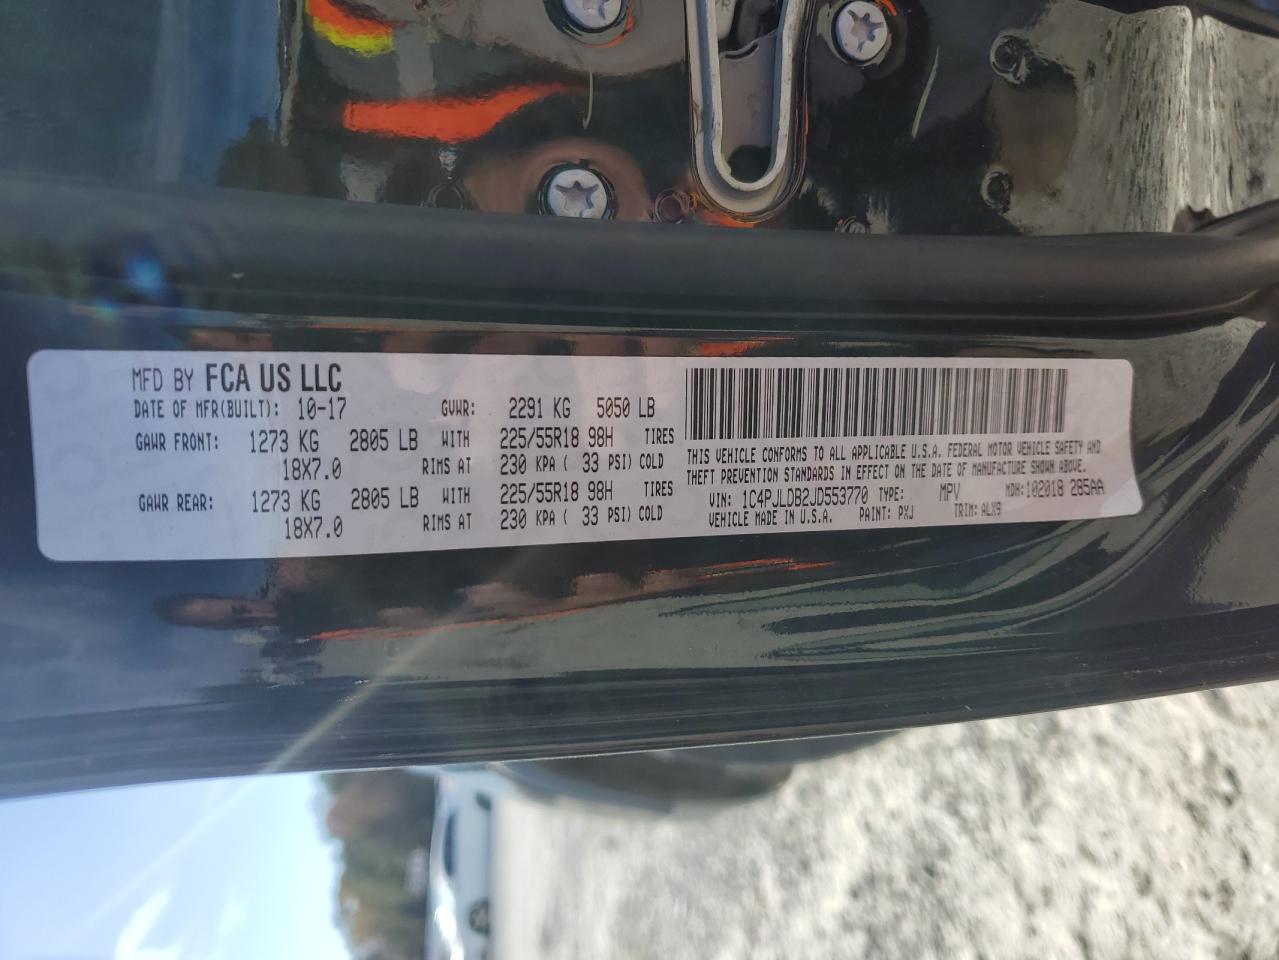 MFD BY FCA US LLC
DATE OF MFR(BUILT): 10-17 GVWR: 2291 KG 5050 LB
GAWR FRONT: 1273 KG 2805 LB WITH 225/55R18 98H TIRES
18X7.0 RIMS AT 230 KPA ( 33 PSI) COLD
GAWR REAR: 1273 KG 2805 LB WITH 225/55R18 98H TIRES
18X7.0 RIMS AT 230 KPA ( 33 PSI) COLD
THIS VEHICLE CONFORMS TO ALL APPLICABLE U.S.A. FEDERAL MOTOR VEHICLE SAFETY AND
THEFT PREVENTION STANDARDS IN EFFECT ON THE DATE OF MANUFACTURE SHOWN ABOVE.
VIN: 1C4PJLDB2JD553770 TYPE: MPV MDH: 102018 285AA
VEHICLE MADE IN U.S.A. PAINT: PXJ TRIM: ALX9